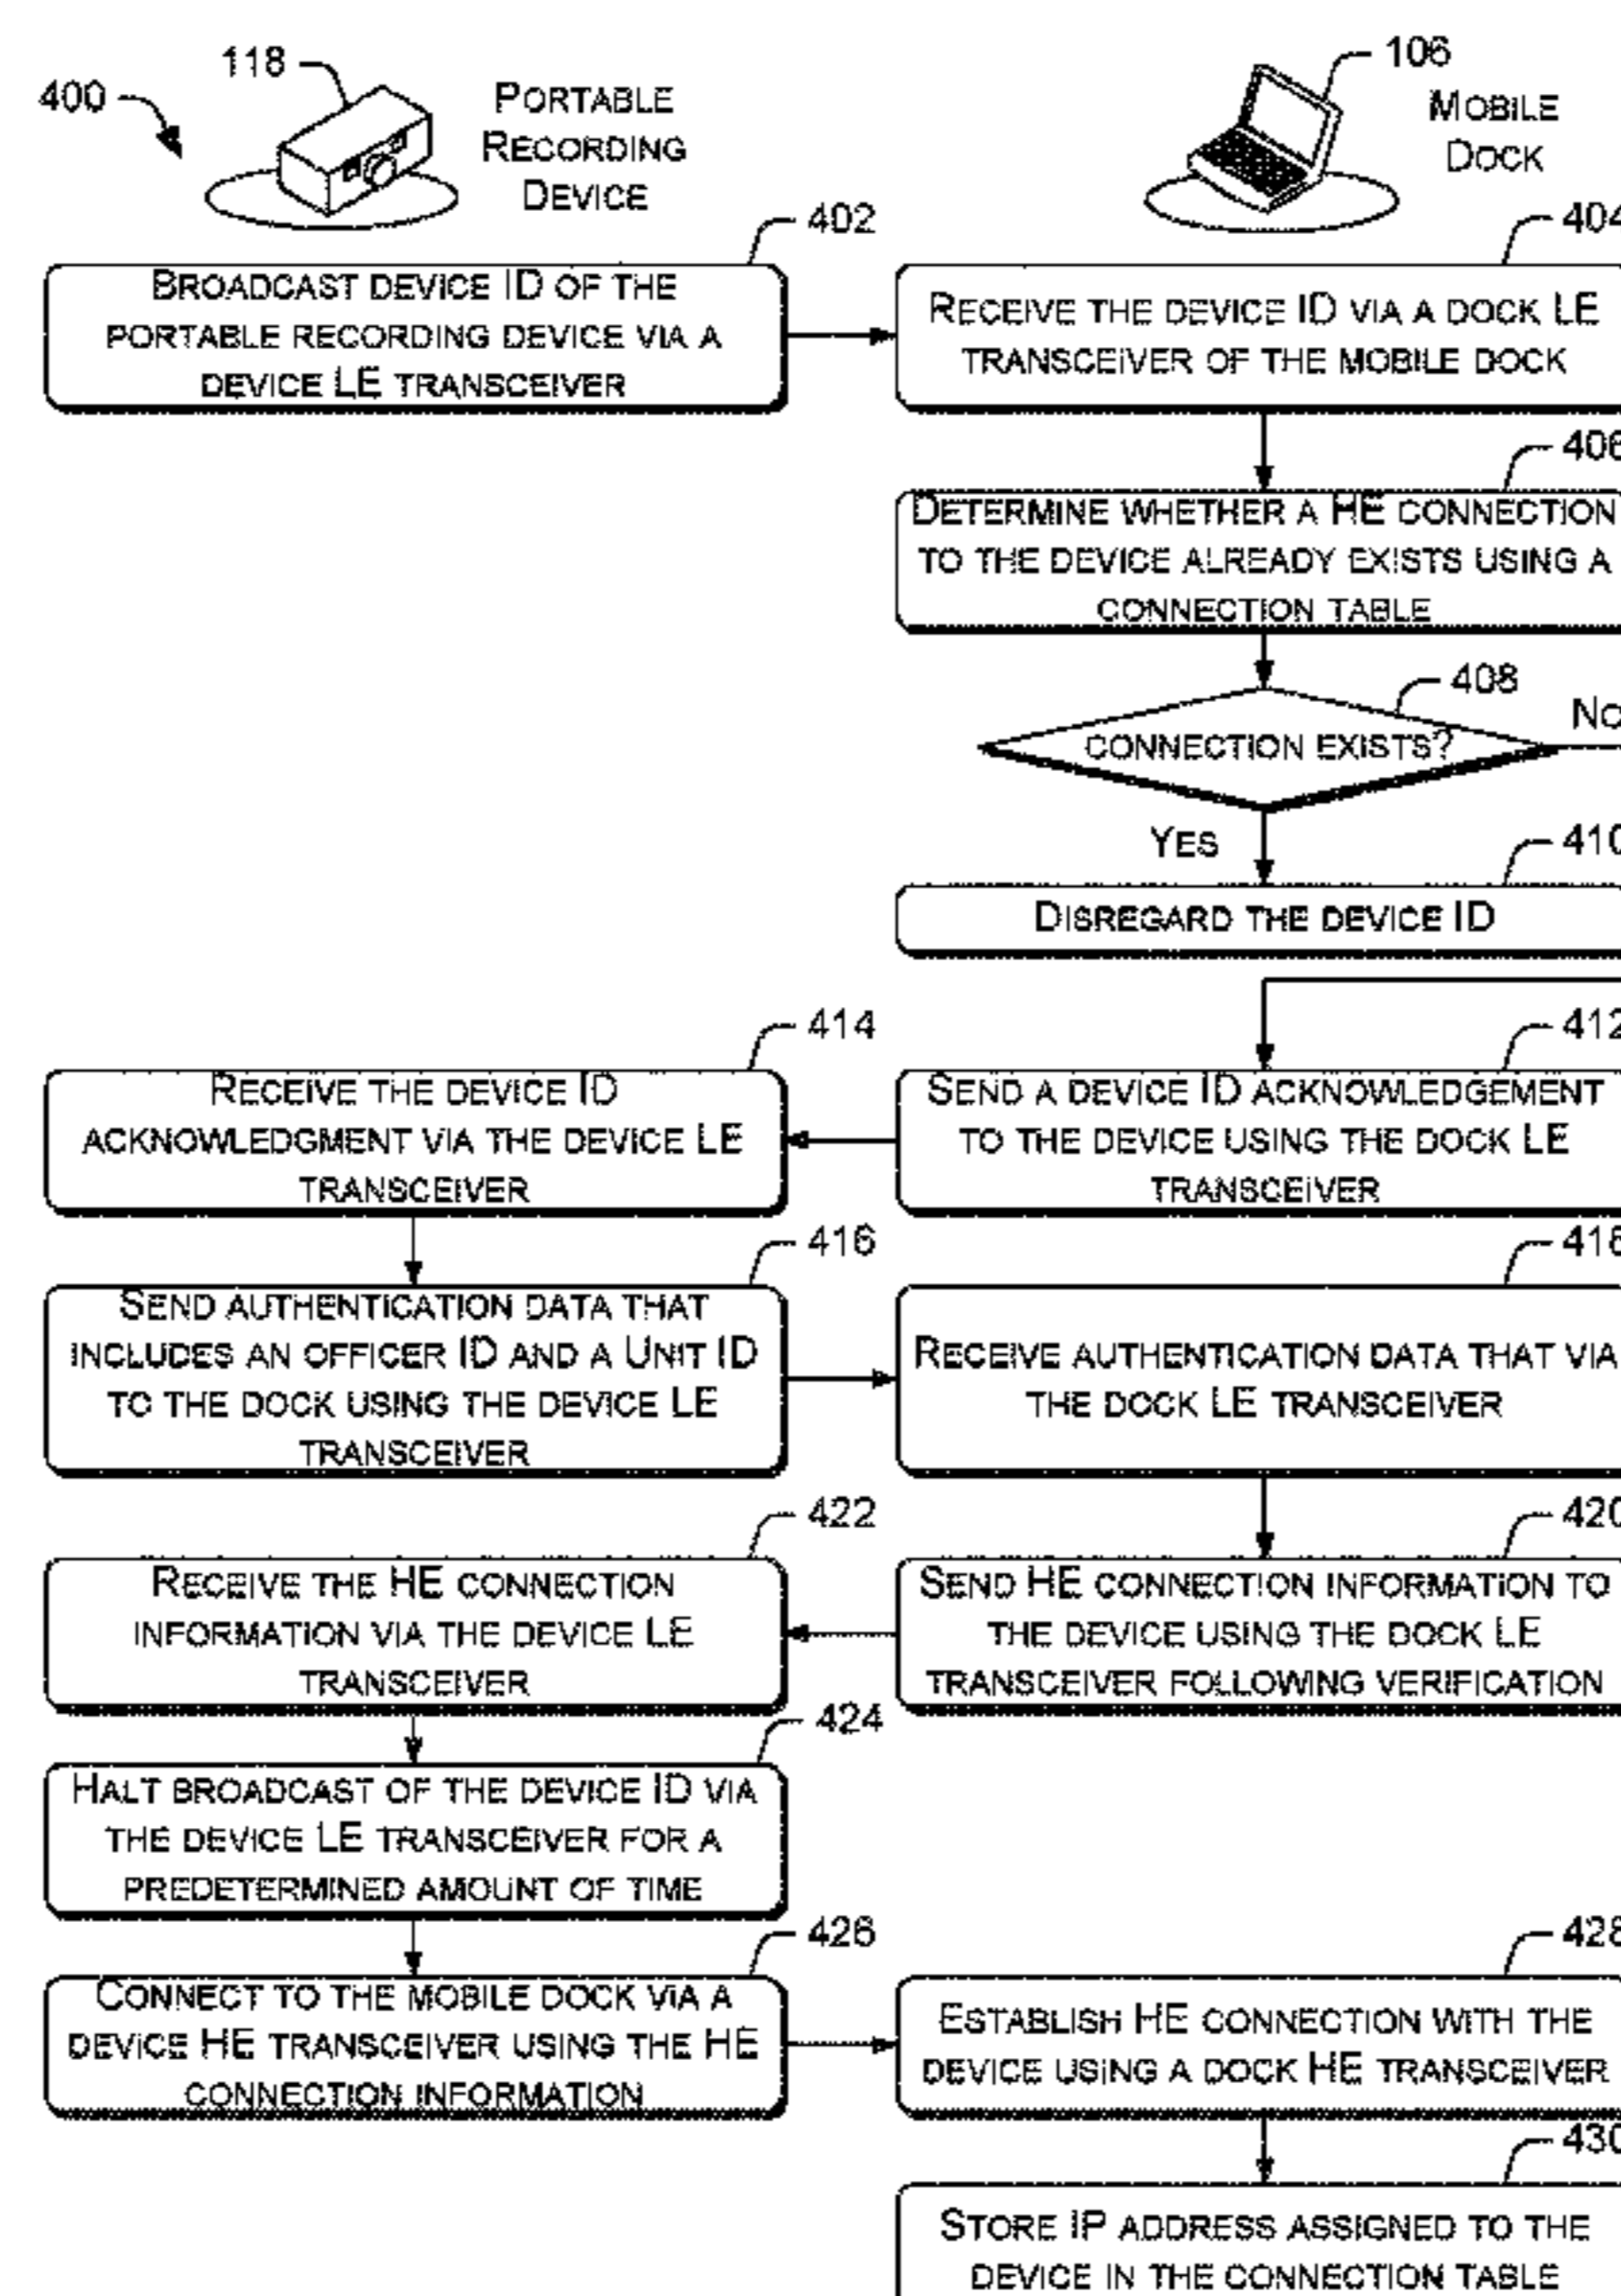 400
118
PORTABLE
RECORDING
DEVICE
106
MOBILE
DOCK
402
BROADCAST DEVICE ID OF THE
PORTABLE RECORDING DEVICE VIA A
DEVICE LE TRANSCEIVER
404
RECEIVE THE DEVICE ID VIA A DOCK LE
TRANSCEIVER OF THE MOBILE DOCK
406
DETERMINE WHETHER A HE CONNECTION
TO THE DEVICE ALREADY EXISTS USING A
CONNECTION TABLE
408
CONNECTION EXISTS?
NO
YES
410
DISREGARD THE DEVICE ID
412
SEND A DEVICE ID ACKNOWLEDGEMENT
TO THE DEVICE USING THE DOCK LE
TRANSCEIVER
414
RECEIVE THE DEVICE ID
ACKNOWLEDGMENT VIA THE DEVICE LE
TRANSCEIVER
416
SEND AUTHENTICATION DATA THAT
INCLUDES AN OFFICER ID AND A UNIT ID
TO THE DOCK USING THE DEVICE LE
TRANSCEIVER
418
RECEIVE AUTHENTICATION DATA THAT VIA
THE DOCK LE TRANSCEIVER
420
SEND HE CONNECTION INFORMATION TO
THE DEVICE USING THE DOCK LE
TRANSCEIVER FOLLOWING VERIFICATION
422
RECEIVE THE HE CONNECTION
INFORMATION VIA THE DEVICE LE
TRANSCEIVER
424
HALT BROADCAST OF THE DEVICE ID VIA
THE DEVICE LE TRANSCEIVER FOR A
PREDETERMINED AMOUNT OF TIME
426
CONNECT TO THE MOBILE DOCK VIA A
DEVICE HE TRANSCEIVER USING THE HE
CONNECTION INFORMATION
428
ESTABLISH HE CONNECTION WITH THE
DEVICE USING A DOCK HE TRANSCEIVER
430
STORE IP ADDRESS ASSIGNED TO THE
DEVICE IN THE CONNECTION TABLE